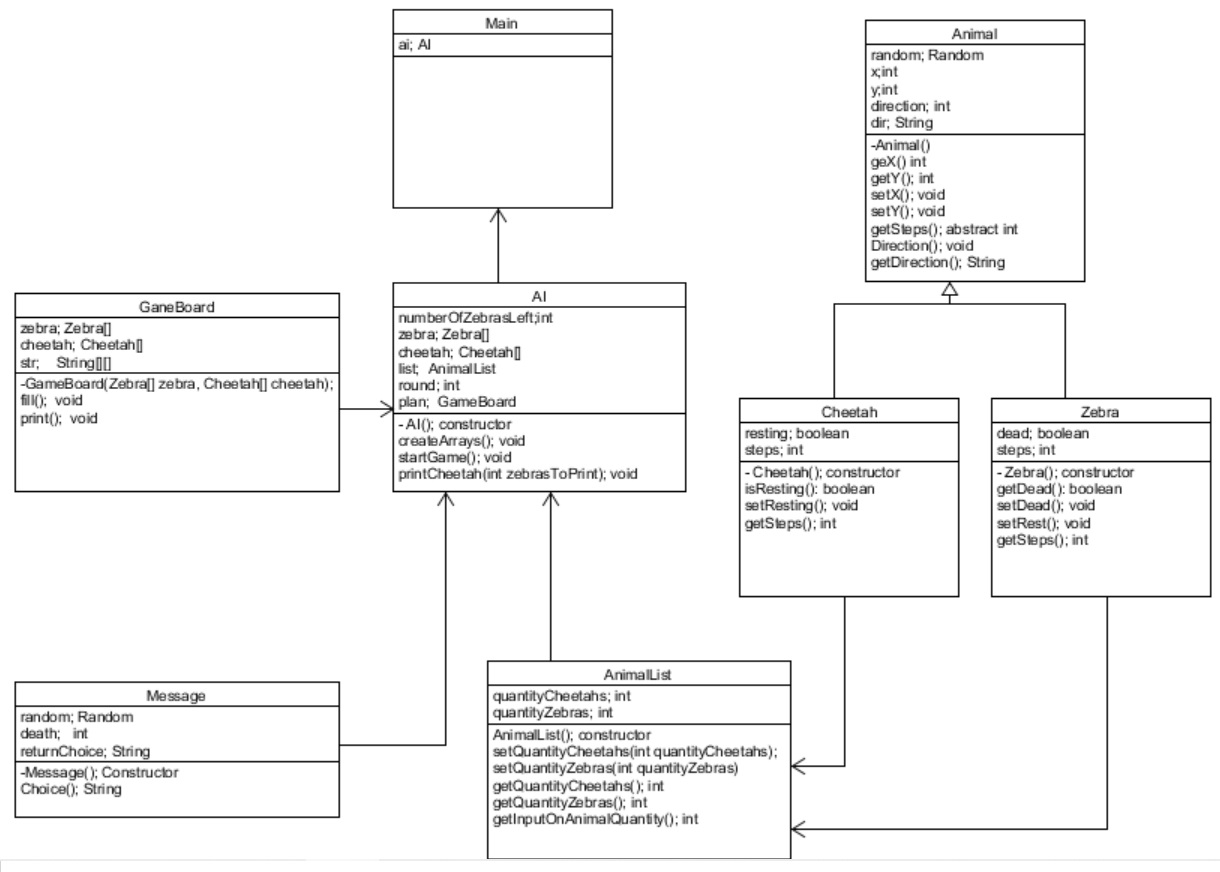 Main
ai; AI
Animal
random; Random
x;int
y;int
direction; int
dir; String
-Animal()
geX() int
getY(); int
setX(); void
setY(); void
getSteps(); abstract int
Direction(); void
getDirection(); String
GaneBoard
zebra; Zebra[]
cheetah; Cheetah[]
str; String[][]
-GameBoard(Zebra[] zebra, Cheetah[] cheetah);
fill(); void
print(); void
AI
numberOfZebrasLeft;int
zebra; Zebra[]
cheetah; Cheetah[]
list; AnimalList
round; int
plan; GameBoard
- AI(); constructor
createArrays(); void
startGame(); void
printCheetah(int zebrasToPrint); void
Cheetah
resting; boolean
steps; int
- Cheetah(); constructor
isResting(): boolean
setResting(); void
getSteps(); int
Zebra
dead; boolean
steps; int
- Zebra(); constructor
getDead(): boolean
setDead(); void
setRest(); void
getSteps(); int
Message
random; Random
death; int
returnChoice; String
-Message(); Constructor
Choice(); String
AnimalList
quantityCheetahs; int
quantityZebras; int
AnimalList(); constructor
setQuantityCheetahs(int quantityCheetahs);
setQuantityZebras(int quantityZebras)
getQuantityCheetahs(); int
getQuantityZebras(); int
getInputOnAnimalQuantity(); int